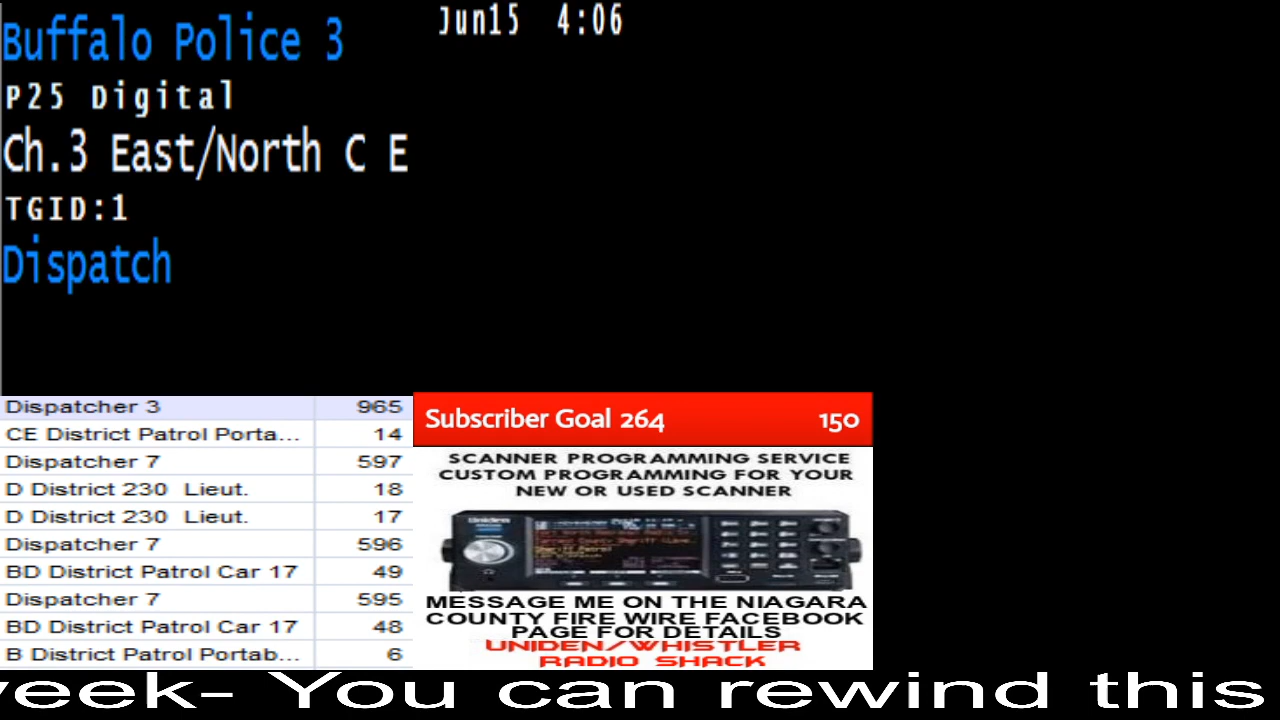 Buffalo Police 3
Jun15 4:06
P25 Digital
Ch.3 East/North C E
TGID:1
Dispatch
Dispatcher 3 965
CE District Patrol Porta... 14
Dispatcher 7 597
D District 230 Lieut. 18
D District 230 Lieut. 17
Dispatcher 7 596
BD District Patrol Car 17 49
Dispatcher 7 595
BD District Patrol Car 17 48
B District Patrol Portab... 6
Subscriber Goal 264 150
SCANNER PROGRAMMING SERVICE
CUSTOM PROGRAMMING FOR YOUR
NEW OR USED SCANNER
Uniden
MESSAGE ME ON THE NIAGARA
COUNTY FIRE WIRE FACEBOOK
PAGE FOR DETAILS
UNIDEN/WHISTLER
RADIO SHACK
week- You can rewind this